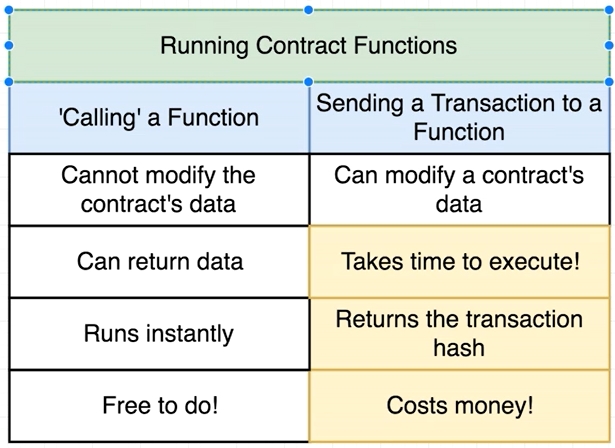 Running Contract Functions
'Calling' a Function
Sending a Transaction to a
Function
Cannot modify the
contract's data
Can modify a contract's
data
Can return data
Takes time to execute!
Runs instantly
Returns the transaction
hash
Free to do!
Costs money!